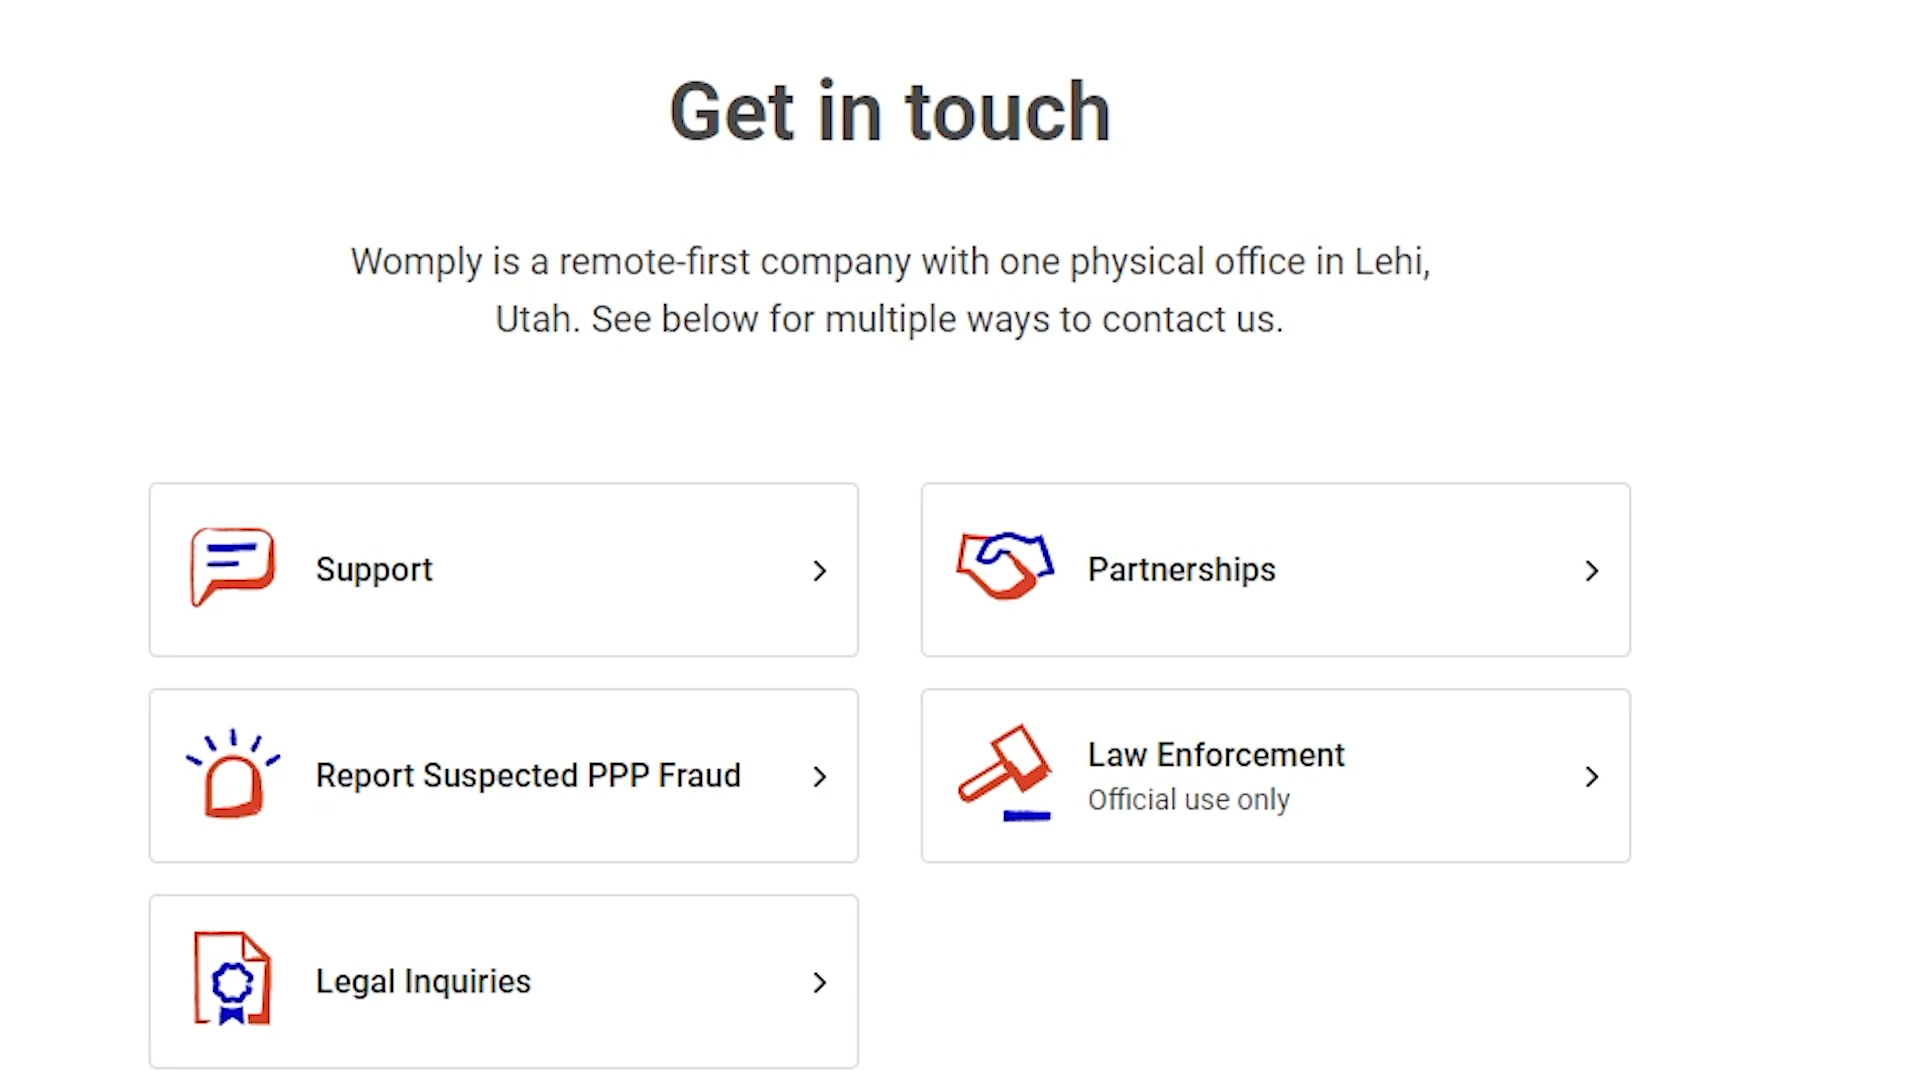 Get in touch
Womply is a remote-first company with one physical office in Lehi,
Utah. See below for multiple ways to contact us.
Support
Partnerships
Report Suspected PPP Fraud
Law Enforcement
Official use only
Legal Inquiries